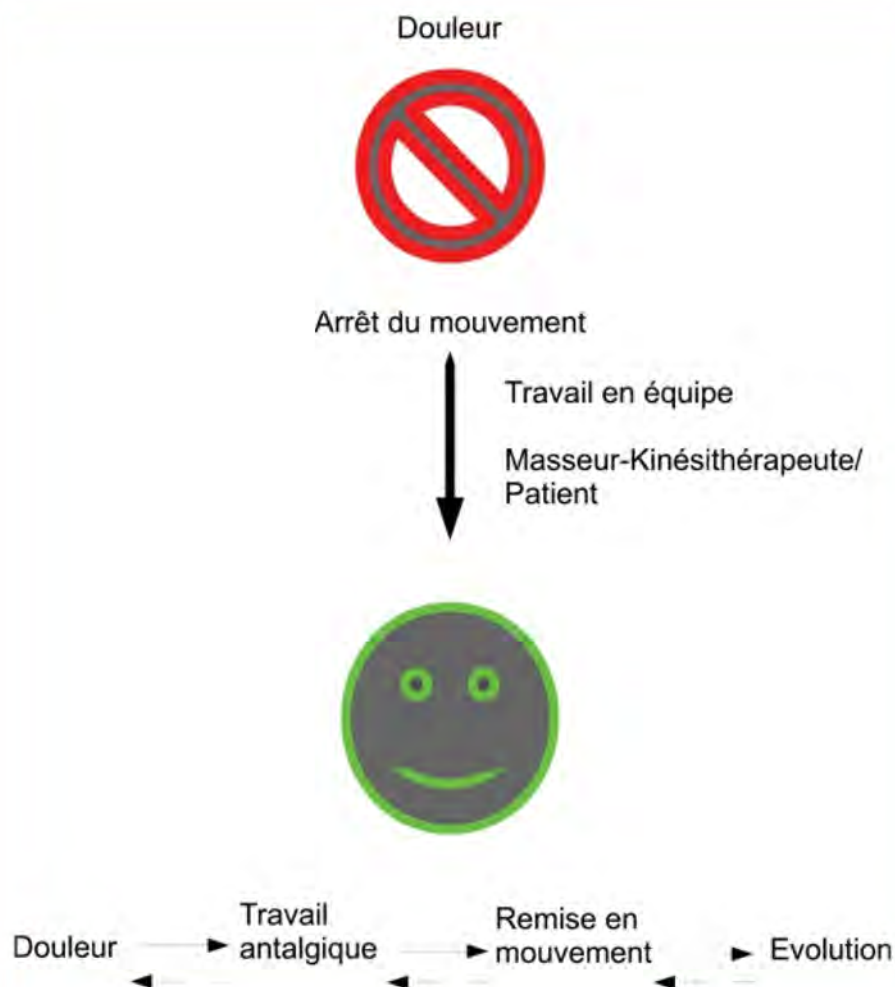 Douleur
Arrêt du mouvement
Travail en équipe
Masseur-Kinésithérapeute/
Patient
Douleur
Travail
antalgique
Remise en
mouvement
Evolution